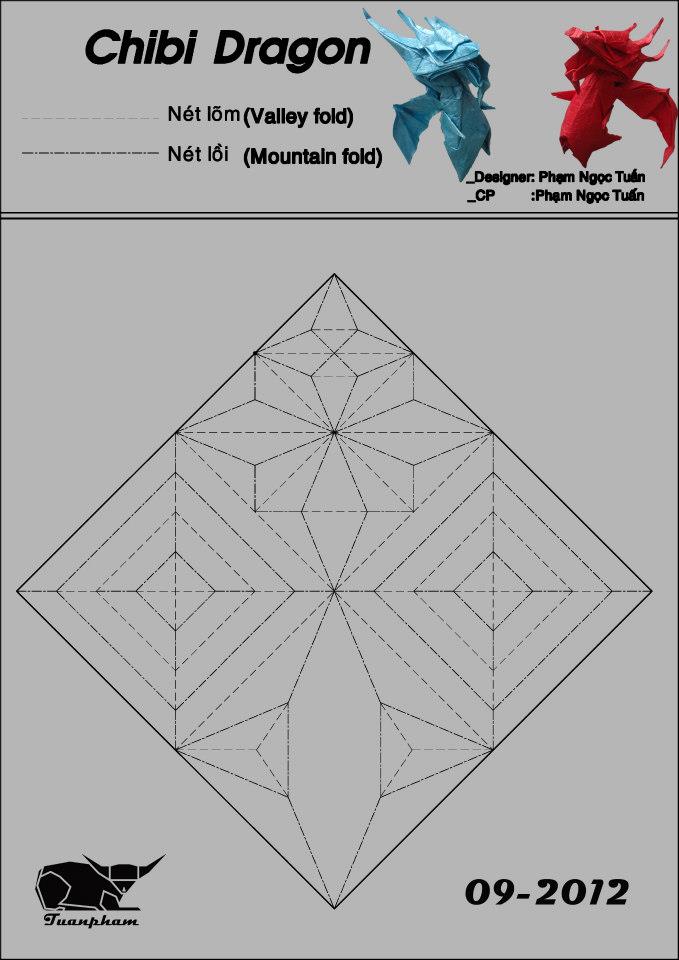 Chibi Dragon
Nét lõm (Valley fold)
Nét lồi (Mountain fold)
_Designer: Phạm Ngọc Tuấn
_CP :Phạm Ngọc Tuấn
09-2012
Tuanpham